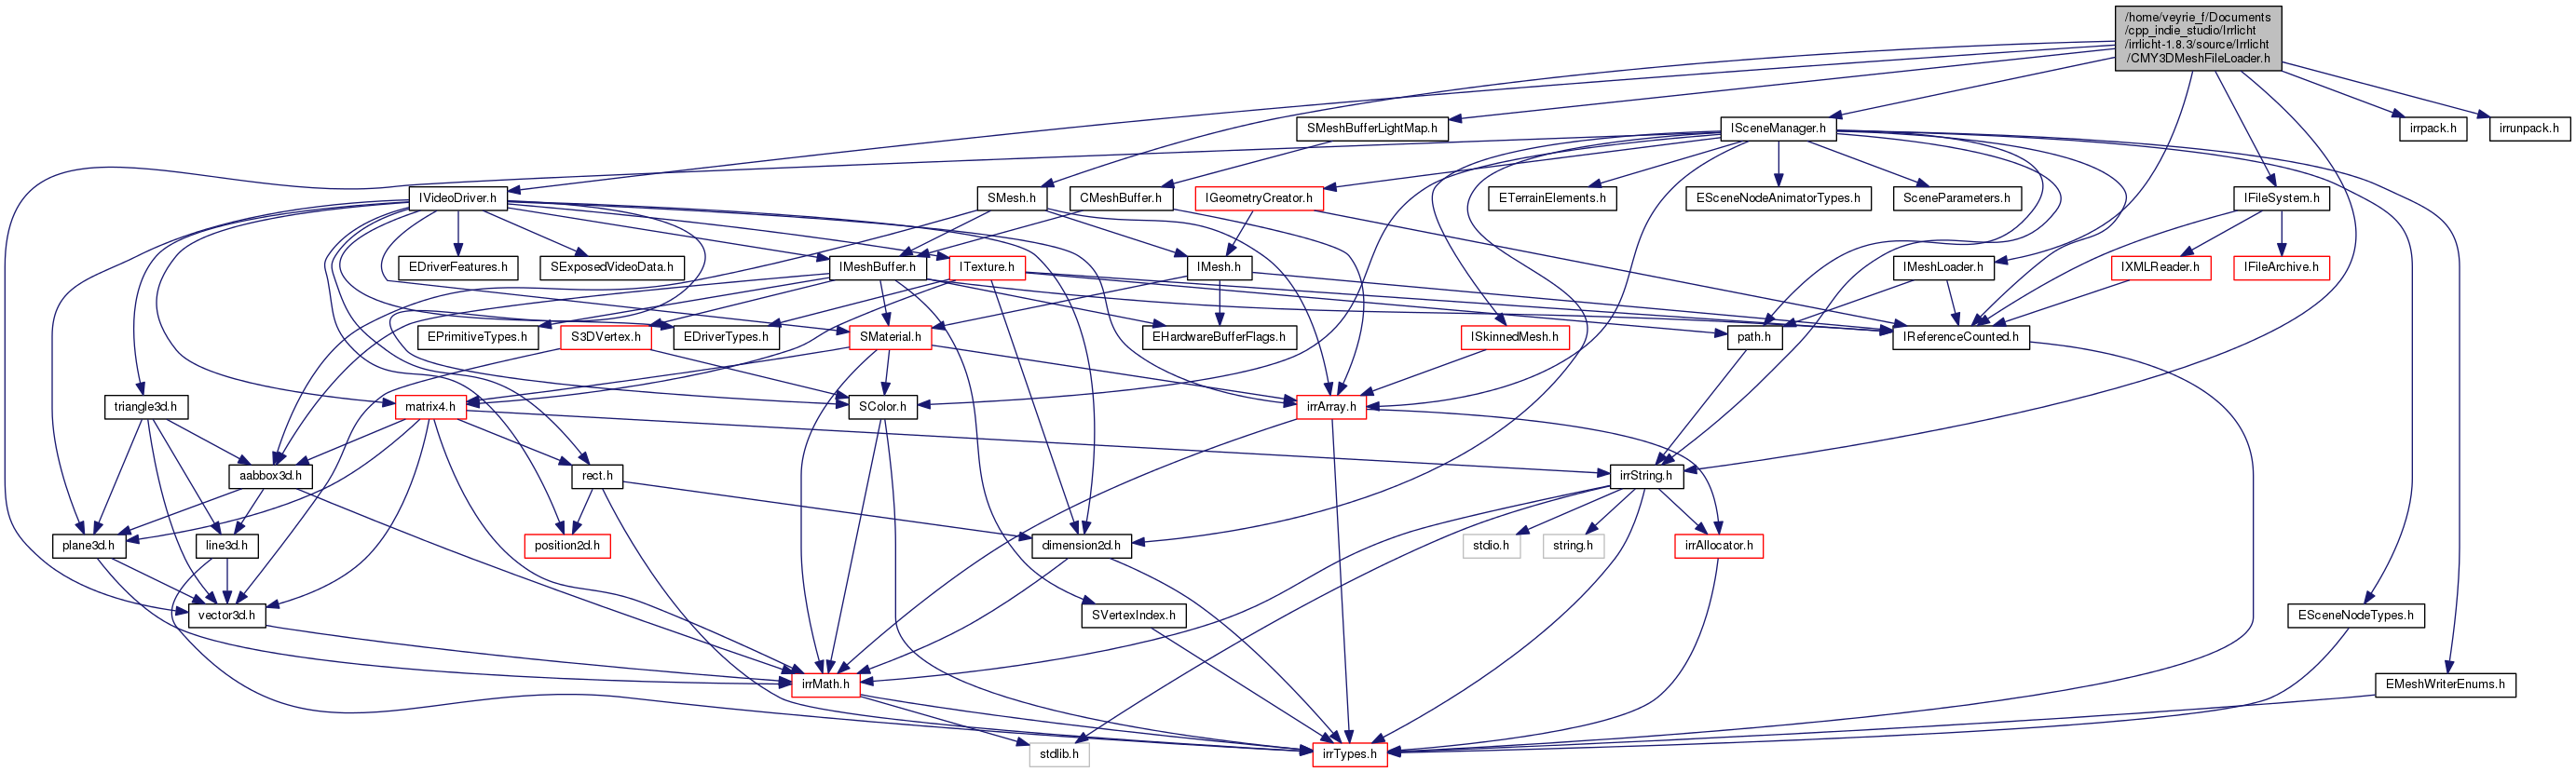 /home/veyrie_f/Documents
/cpp_indie_studio/Irrlicht
/irrlicht-1.8.3/source/Irrlicht
/CMY3DMeshFileLoader.h
SMeshBufferLightMap.h
ISceneManager.h
irrpack.h
irrunpack.h
IVideoDriver.h
SMesh.h
CMeshBuffer.h
IGeometryCreator.h
ETerrainElements.h
ESceneNodeAnimatorTypes.h
SceneParameters.h
IFileSystem.h
EDriverFeatures.h
SExposedVideoData.h
IMeshBuffer.h
ITexture.h
IMesh.h
IMeshLoader.h
IXMLReader.h
IFileArchive.h
EPrimitiveTypes.h
S3DVertex.h
EDriverTypes.h
SMaterial.h
EHardwareBufferFlags.h
ISkinnedMesh.h
path.h
IReferenceCounted.h
triangle3d.h
matrix4.h
SColor.h
irrArray.h
aabbox3d.h
rect.h
irrString.h
plane3d.h
line3d.h
position2d.h
dimension2d.h
stdio.h
string.h
irrAllocator.h
vector3d.h
SVertexIndex.h
ESceneNodeTypes.h
irrMath.h
EMeshWriterEnums.h
stdlib.h
irrTypes.h